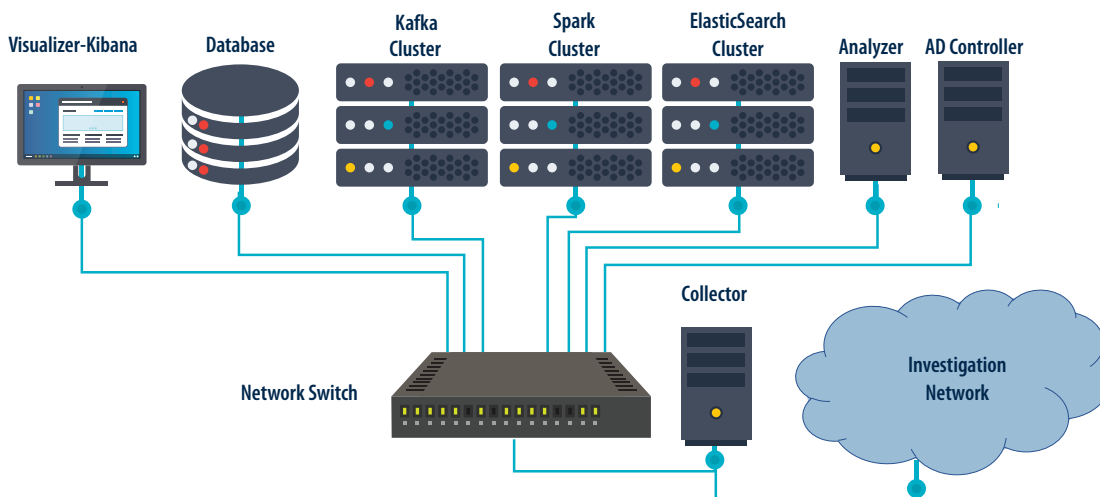 Visualizer-Kibana
Database
Kafka
Cluster
Spark
Cluster
ElasticSearch
Cluster
Analyzer
AD Controller
Collector
Network Switch
Investigation
Network